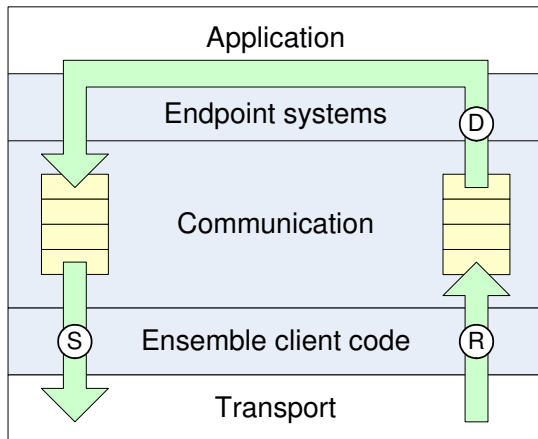 Application
Endpoint systems
D
Communication
S
Ensemble client code
R
Transport